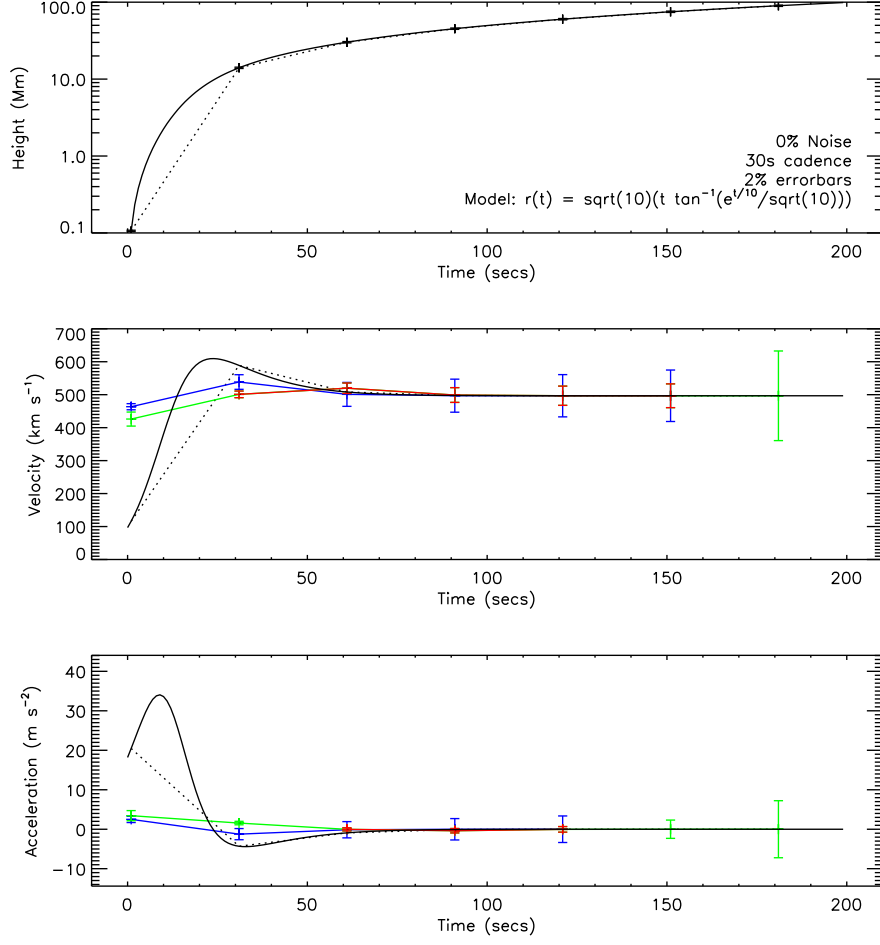 100.0
10.0
1.0
0.1
Height (Mm)
0% Noise
30s cadence
2% errorbars
Model: r(t) = sqrt(10)(t tan⁻¹(e^{t/10}/sqrt(10)))
0 50 100 150 200
Time (secs)
700
600
500
400
300
200
100
0
Velocity (km s⁻¹)
0 50 100 150 200
Time (secs)
40
30
20
10
0
−10
Acceleration (m s⁻²)
0 50 100 150 200
Time (secs)